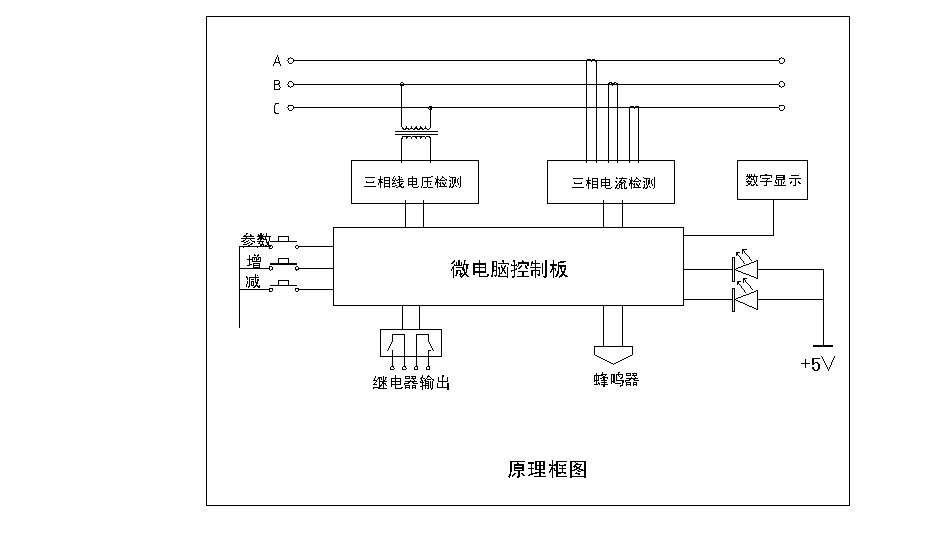 A
B
C
三相线电压检测
三相电流检测
数字显示
参数
增
减
微电脑控制板
+5V
继电器输出
蜂鸣器
原理框图